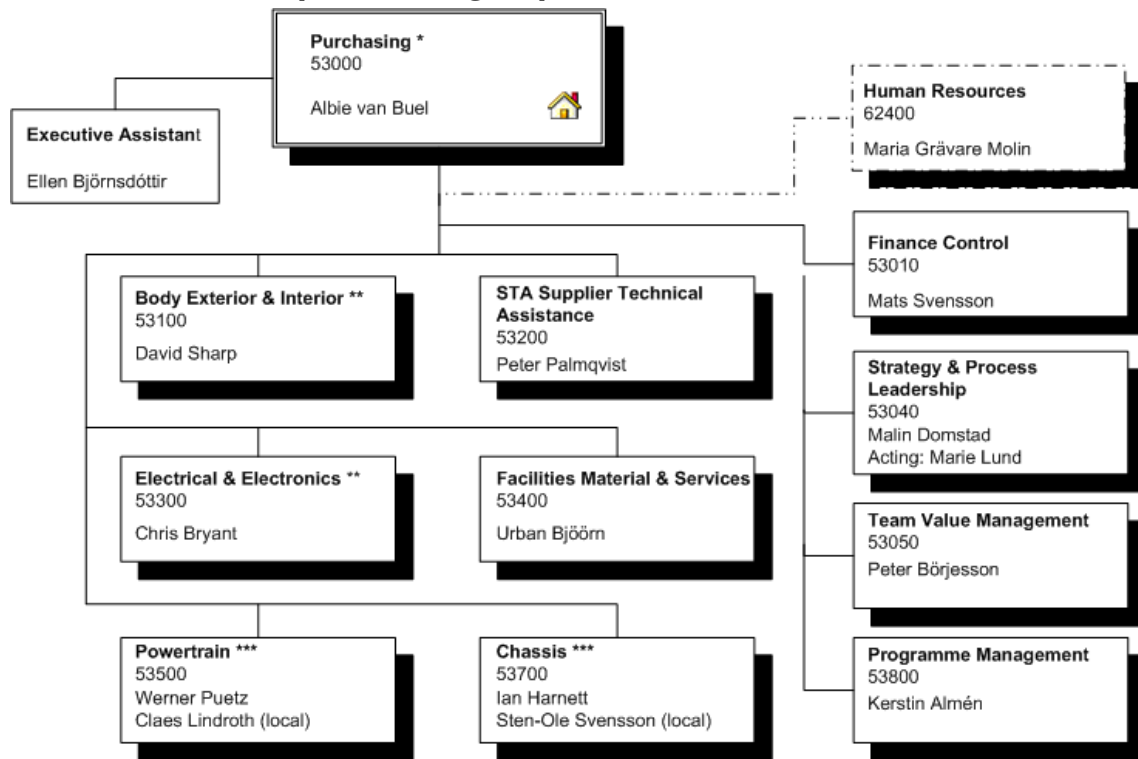 Purchasing *
53000
Albie van Buel
Executive Assistant
Ellen Björnsdóttir
Human Resources
62400
Maria Grävare Molin
Finance Control
53010
Mats Svensson
Body Exterior & Interior **
53100
David Sharp
STA Supplier Technical
Assistance
53200
Peter Palmqvist
Strategy & Process
Leadership
53040
Malin Domstad
Acting: Marie Lund
Electrical & Electronics **
53300
Chris Bryant
Facilities Material & Services
53400
Urban Bjöörn
Team Value Management
53050
Peter Börjesson
Powertrain ***
53500
Werner Puetz
Claes Lindroth (local)
Chassis ***
53700
Ian Harnett
Sten-Ole Svensson (local)
Programme Management
53800
Kerstin Almén